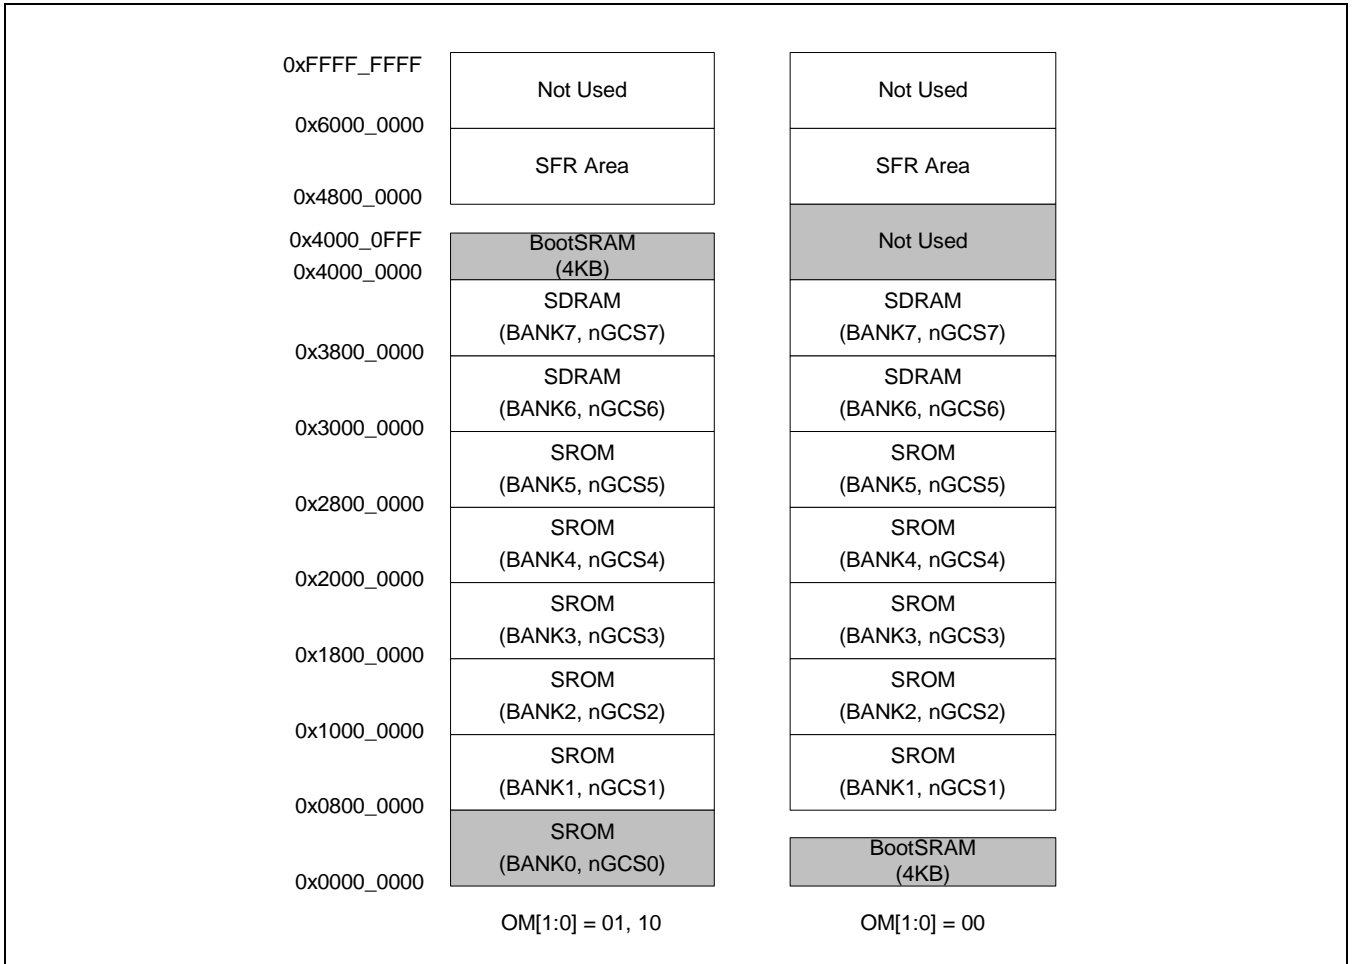 0xFFFF_FFFF
Not Used
Not Used
0x6000_0000
SFR Area
SFR Area
0x4800_0000
0x4000_0FFF
BootSRAM
(4KB)
Not Used
0x4000_0000
SDRAM
(BANK7, nGCS7)
SDRAM
(BANK7, nGCS7)
0x3800_0000
SDRAM
(BANK6, nGCS6)
SDRAM
(BANK6, nGCS6)
0x3000_0000
SROM
(BANK5, nGCS5)
SROM
(BANK5, nGCS5)
0x2800_0000
SROM
(BANK4, nGCS4)
SROM
(BANK4, nGCS4)
0x2000_0000
SROM
(BANK3, nGCS3)
SROM
(BANK3, nGCS3)
0x1800_0000
SROM
(BANK2, nGCS2)
SROM
(BANK2, nGCS2)
0x1000_0000
SROM
(BANK1, nGCS1)
SROM
(BANK1, nGCS1)
0x0800_0000
SROM
(BANK0, nGCS0)
BootSRAM
(4KB)
0x0000_0000
OM[1:0] = 01, 10
OM[1:0] = 00